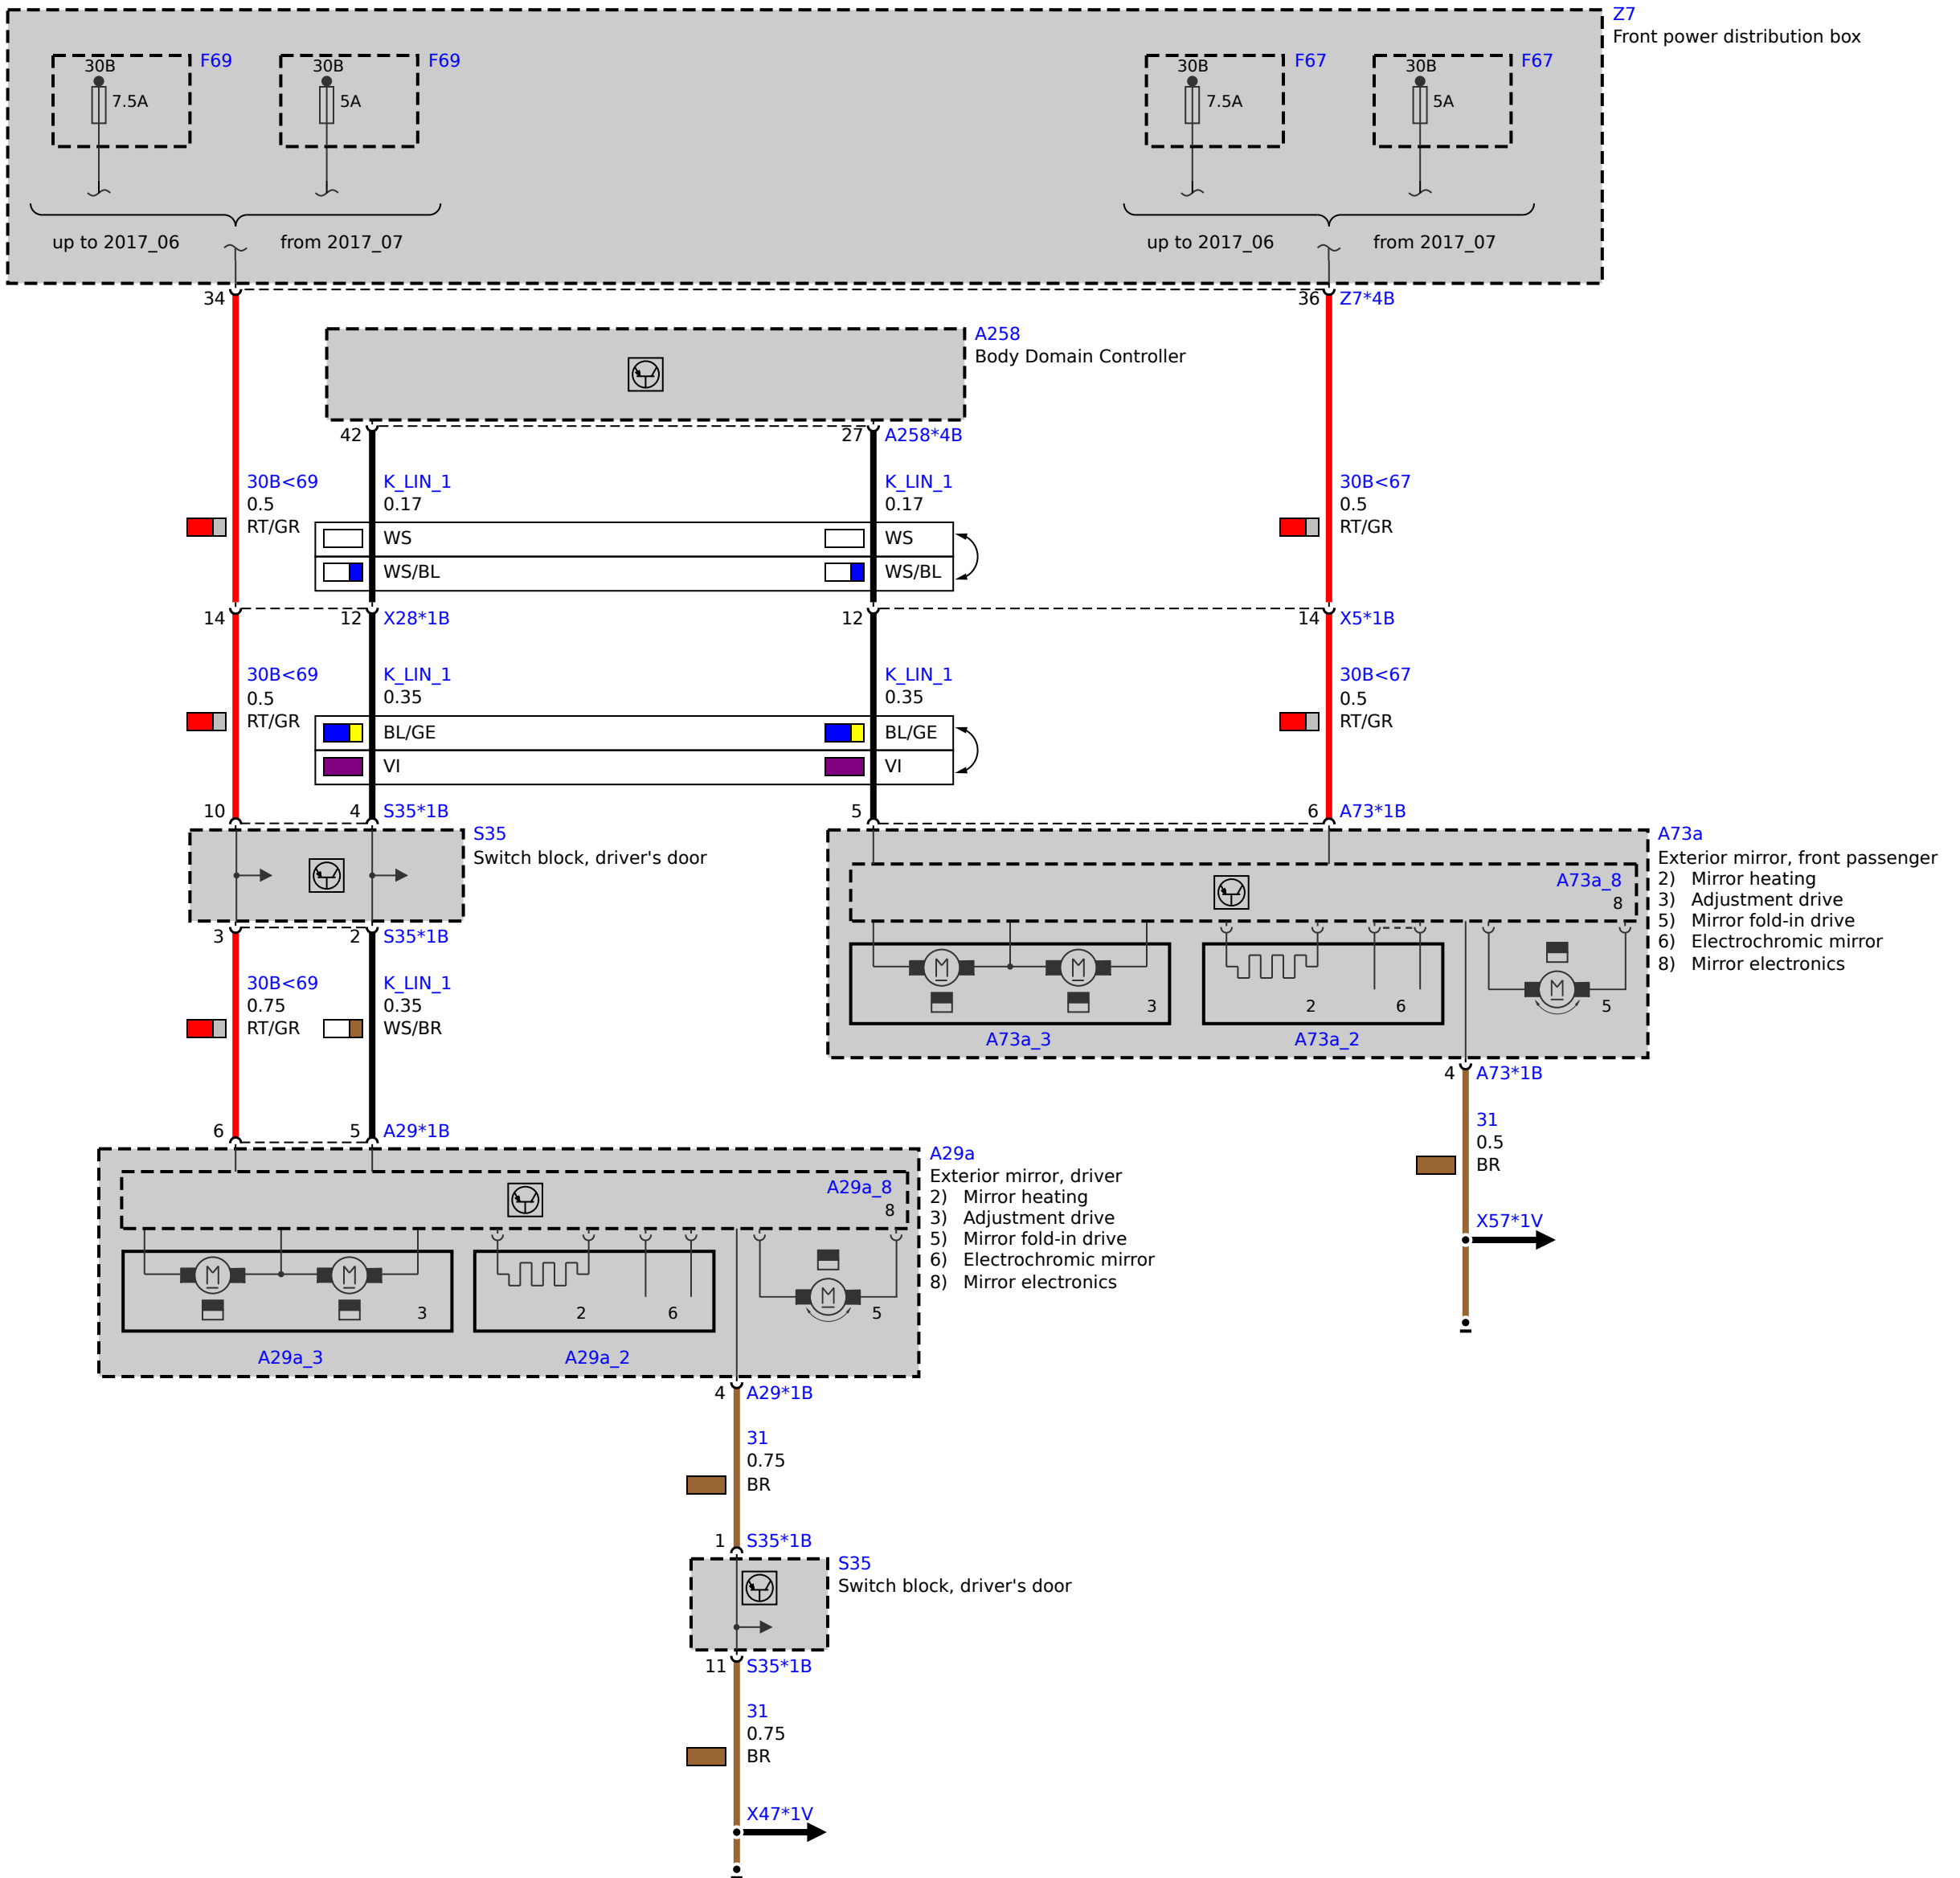 Z7
Front power distribution box
30B
F69
30B
F69
30B
F67
30B
F67
7.5A
5A
7.5A
5A
up to 2017_06
from 2017_07
up to 2017_06
from 2017_07
34
36
Z7*4B
A258
Body Domain Controller
42
27
A258*4B
30B<69
0.5
RT/GR
K_LIN_1
0.17
WS
WS/BL
K_LIN_1
0.17
WS
WS/BL
30B<67
0.5
RT/GR
14
12
X28*1B
12
14
X5*1B
30B<69
0.5
RT/GR
K_LIN_1
0.35
BL/GE
VI
K_LIN_1
0.35
BL/GE
VI
30B<67
0.5
RT/GR
10
4
S35*1B
5
6
A73*1B
S35
Switch block, driver's door
A73a
Exterior mirror, front passenger
2) Mirror heating
3) Adjustment drive
5) Mirror fold-in drive
6) Electrochromic mirror
8) Mirror electronics
A73a_8
8
M
M
3
2
6
M
5
A73a_3
A73a_2
3
2
S35*1B
30B<69
0.75
RT/GR
K_LIN_1
0.35
WS/BR
4
A73*1B
31
0.5
BR
X57*1V
6
5
A29*1B
A29a
Exterior mirror, driver
2) Mirror heating
3) Adjustment drive
5) Mirror fold-in drive
6) Electrochromic mirror
8) Mirror electronics
A29a_8
8
M
M
3
2
6
M
5
A29a_3
A29a_2
4
A29*1B
31
0.75
BR
1
S35*1B
S35
Switch block, driver's door
11
S35*1B
31
0.75
BR
X47*1V